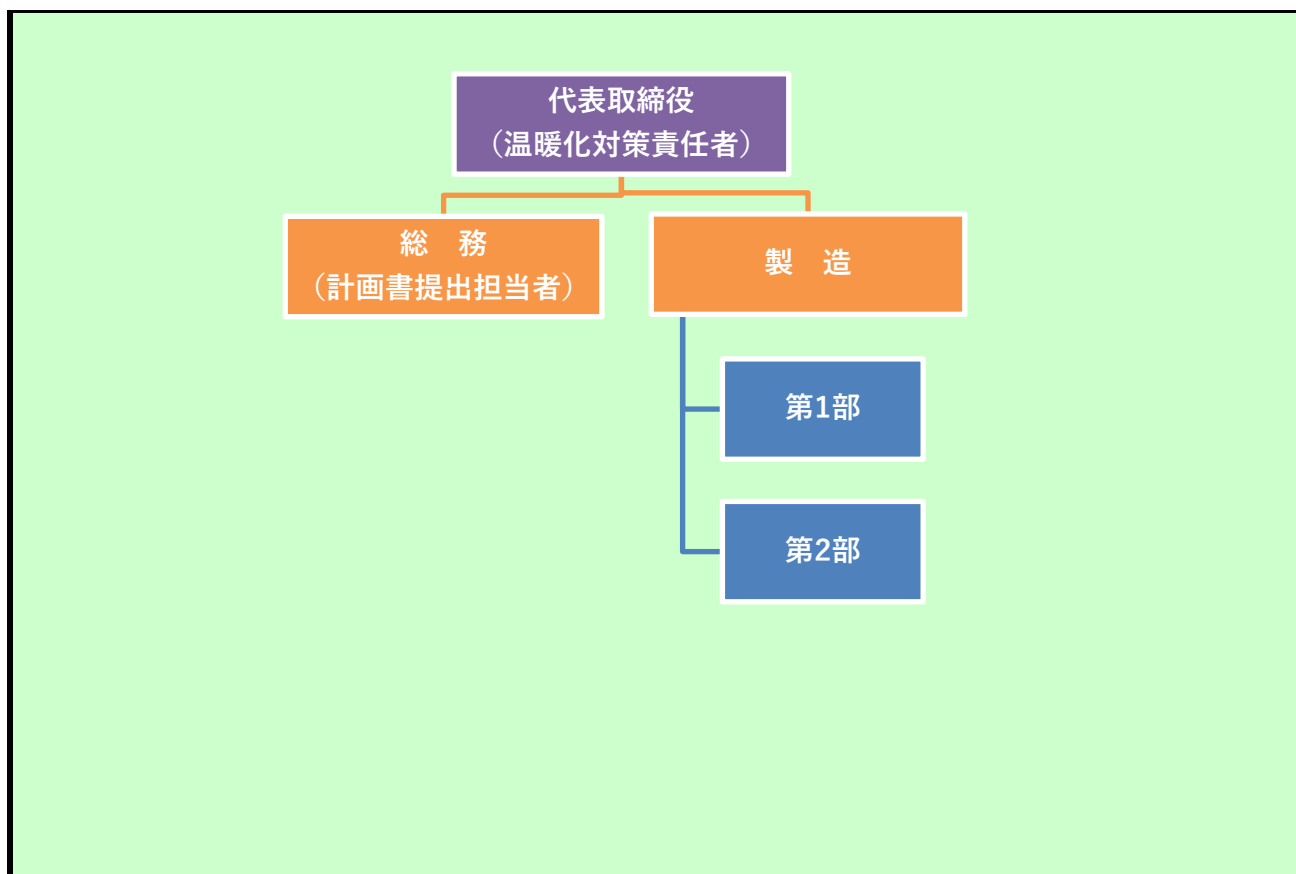 代表取締役
（温暖化対策責任者）
総　務
（計画書提出担当者）
製　造
第1部
第2部